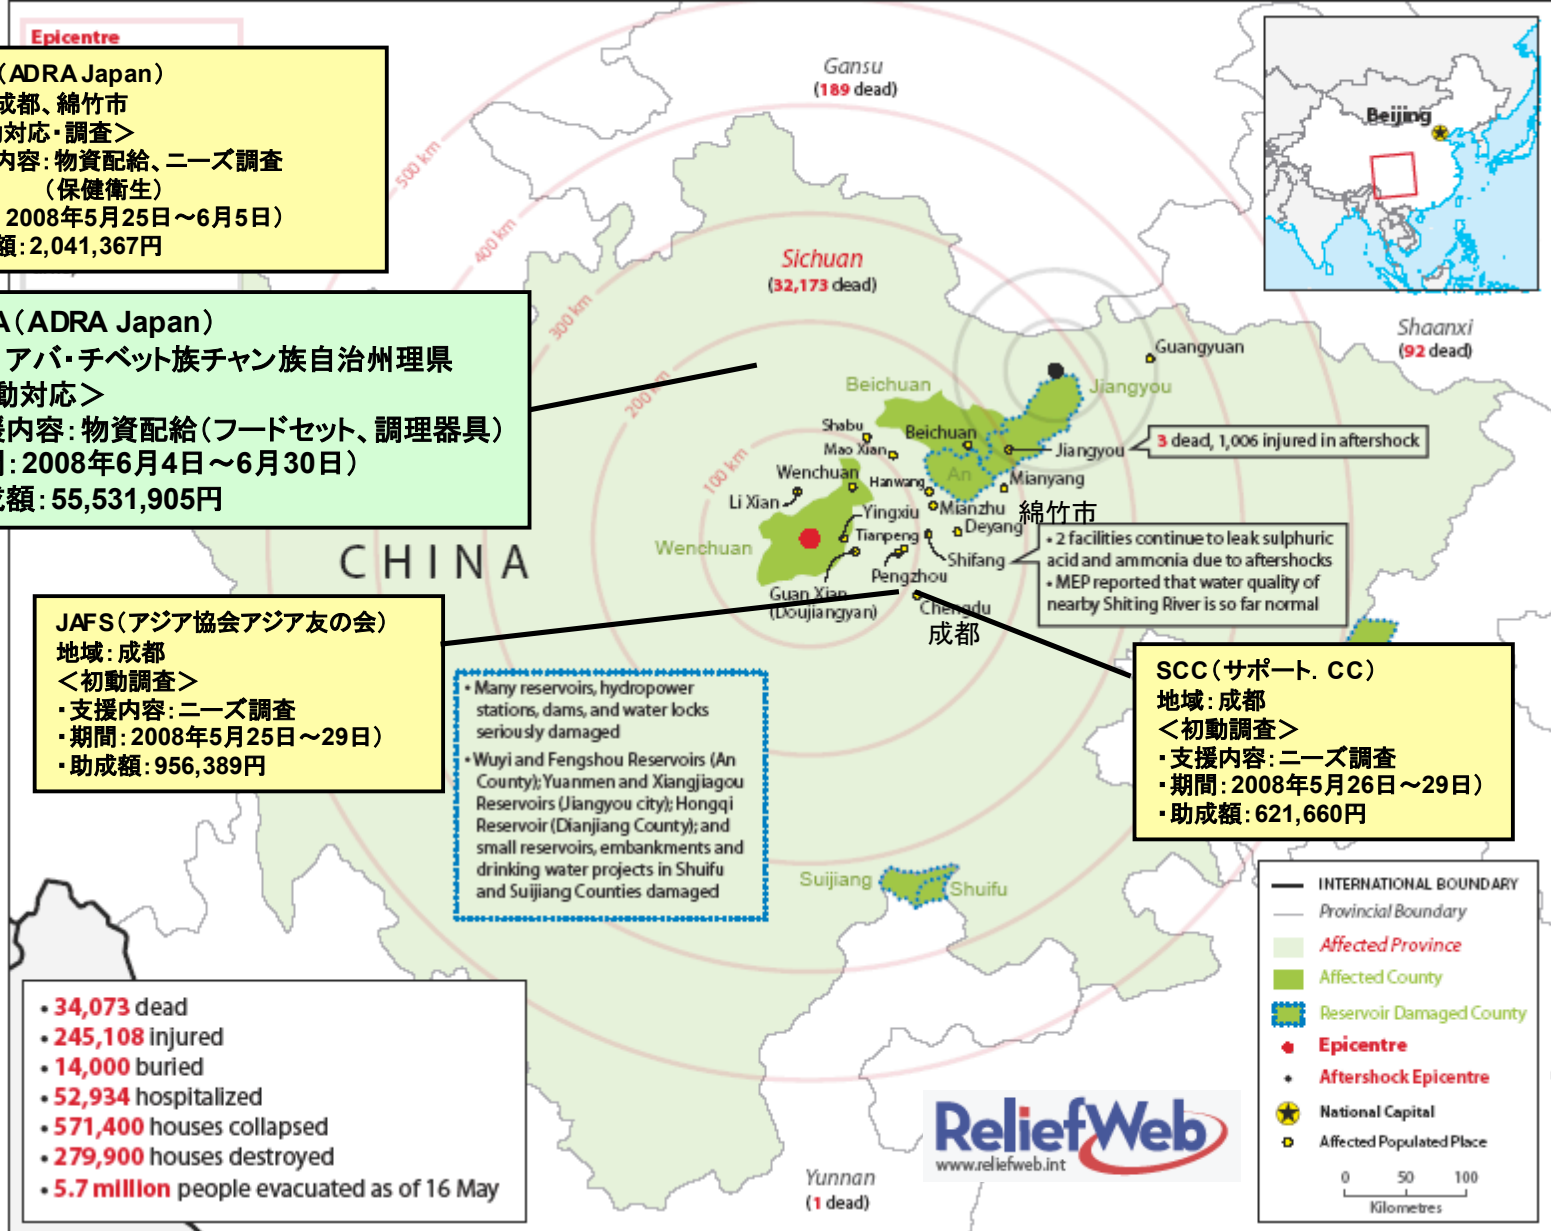 Epicentre
（ADRA Japan）
成都、綿竹市
対応・調査＞
内容：物資配給、ニーズ調査
（保健衛生）
2008年5月25日～6月5日）
額：2,041,367円
A（ADRA Japan）
アバ・チベット族チャン族自治州理県
動対応＞
援内容：物資配給（フードセット、調理器具）
：2008年6月4日～6月30日）
成額：55,531,905円
Gansu
(189 dead)
Beijing
500 km
400 km
300 km
200 km
100 km
Sichuan
(32,173 dead)
Shaanxi
(92 dead)
Guangyuan
Beichuan
Jiangyou
Shabu
Beichuan
Mao Xian
Jiangyou
3 dead, 1,006 injured in aftershock
Wenchuan
Hanwang
An
Mianyang
Li Xian
Yingxiu
Mianzhu
綿竹市
Deyang
Tianpeng
Wenchuan
Shifang
Pengzhou
CHINA
• 2 facilities continue to leak sulphuric
acid and ammonia due to aftershocks
• MEP reported that water quality of
nearby Shiting River is so far normal
Guan Xian
(Doujiangyan)
Chengdu
成都
JAFS（アジア協会アジア友の会）
地域：成都
＜初動調査＞
・支援内容：ニーズ調査
・期間：2008年5月25日～29日）
・助成額：956,389円
SCC（サポート．CC）
地域：成都
＜初動調査＞
・支援内容：ニーズ調査
・期間：2008年5月26日～29日）
・助成額：621,660円
• Many reservoirs, hydropower
stations, dams, and water locks
seriously damaged
• Wuyi and Fengshou Reservoirs (An
County); Yuanmen and Xiangjiagou
Reservoirs (Jiangyou city); Hongqi
Reservoir (Dianjiang County); and
small reservoirs, embankments and
drinking water projects in Shuifu
and Suijiang Counties damaged
Suijiang
Shuifu
INTERNATIONAL BOUNDARY
Provincial Boundary
Affected Province
Affected County
Reservoir Damaged County
Epicentre
Aftershock Epicentre
National Capital
Affected Populated Place
0 50 100
Kilometres
• 34,073 dead
• 245,108 injured
• 14,000 buried
• 52,934 hospitalized
• 571,400 houses collapsed
• 279,900 houses destroyed
• 5.7 million people evacuated as of 16 May
ReliefWeb
www.reliefweb.int
Yunnan
(1 dead)